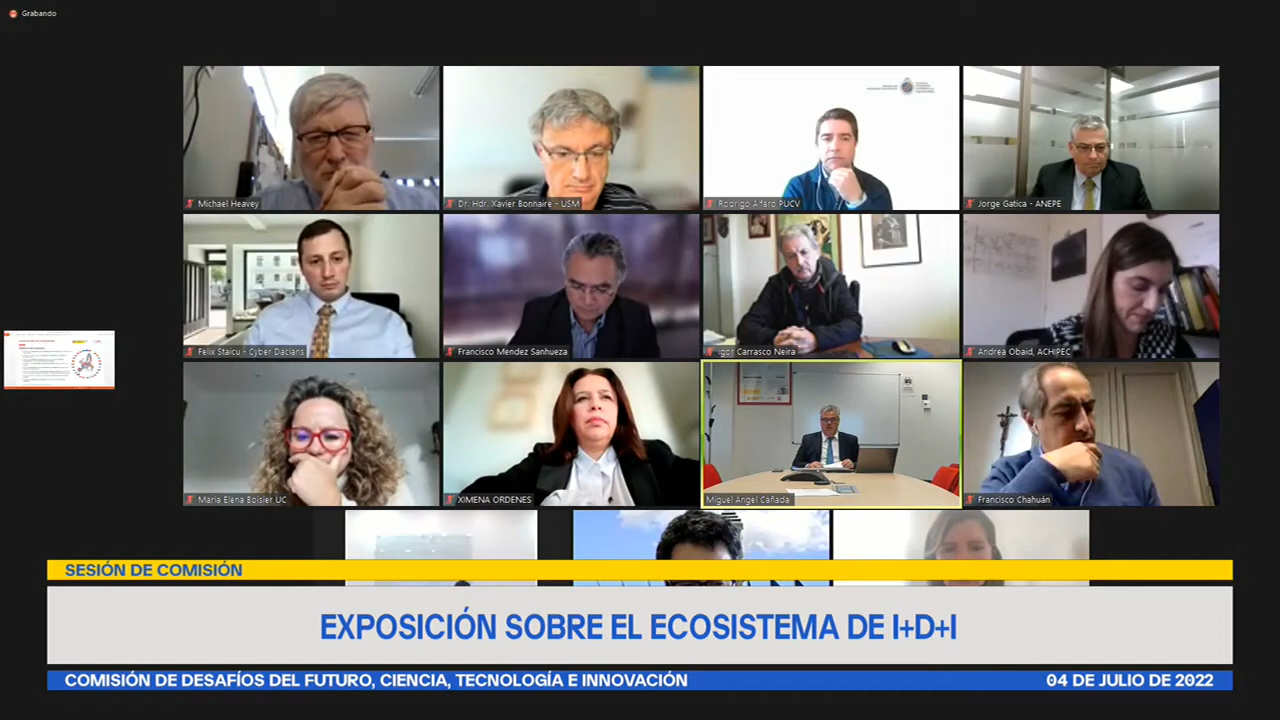 Grabando
Michael Heavey
Dr. Hdr. Xavier Bonnaire - USM
Rodrigo Alfaro PUCV
Jorge Gatica - ANEPE
Felix Staicu - Cyber Dacians
Francisco Mendez Sanhueza
Igor Carrasco Neira
Andrea Obaid, ACHIPEC
Maria Elena Boisier UC
XIMENA ORDENES
Miguel Angel Cañada
Francisco Chahuán
SESIÓN DE COMISIÓN
EXPOSICIÓN SOBRE EL ECOSISTEMA DE I+D+I
COMISIÓN DE DESAFÍOS DEL FUTURO, CIENCIA, TECNOLOGÍA E INNOVACIÓN
04 DE JULIO DE 2022